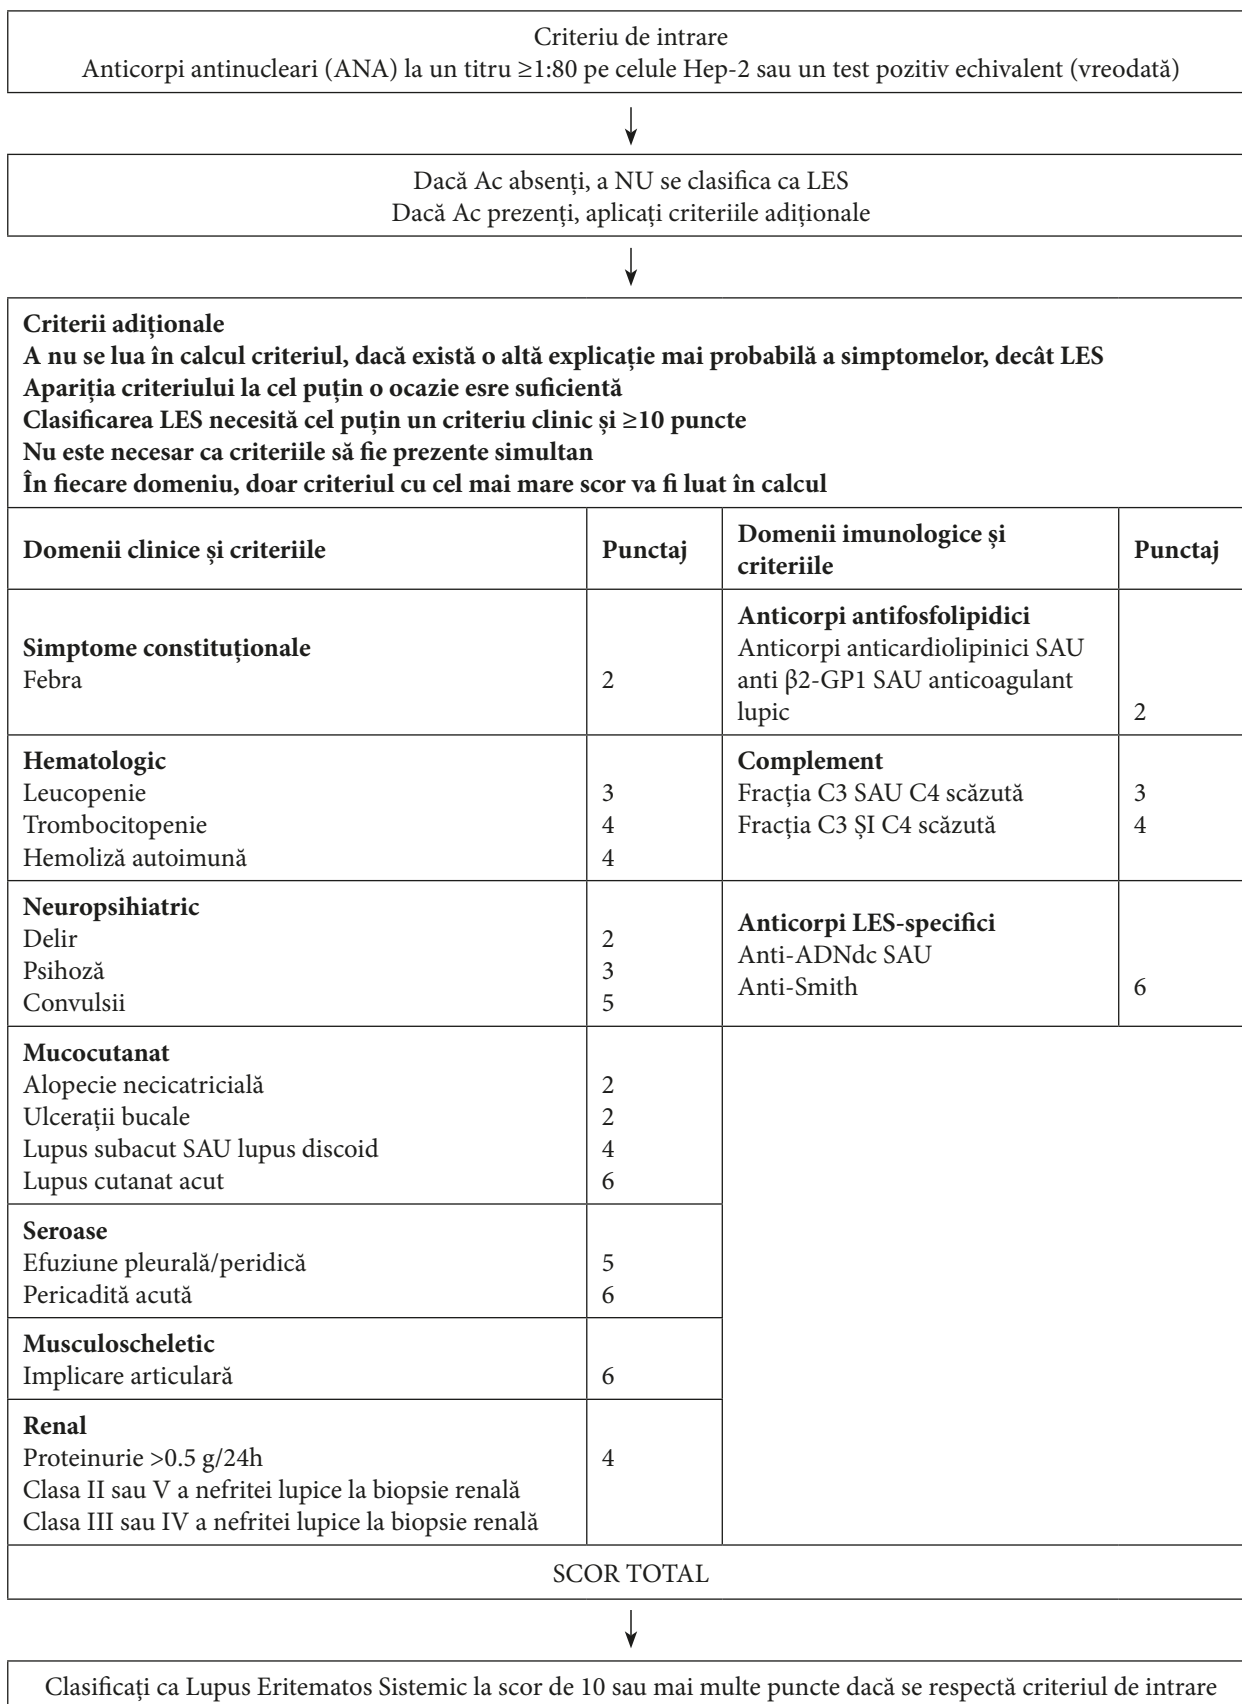 Criteriu de intrare
Anticorpi antinucleari (ANA) la un titru ≥1:80 pe celule Hep-2 sau un test pozitiv echivalent (vreodată)
Dacă Ac absenți, a NU se clasifica ca LES
Dacă Ac prezenți, aplicați criteriile adiționale
Criterii adiționale
A nu se lua în calcul criteriul, dacă există o altă explicație mai probabilă a simptomelor, decât LES
Apariția criteriului la cel puțin o ocazie esre suficientă
Clasificarea LES necesită cel puțin un criteriu clinic și ≥10 puncte
Nu este necesar ca criteriile să fie prezente simultan
În fiecare domeniu, doar criteriul cu cel mai mare scor va fi luat în calcul
Domenii clinice și criteriile
Punctaj
Domenii imunologice și
criteriile
Punctaj
Simptome constituționale
Febra
2
Anticorpi antifosfolipidici
Anticorpi anticardiolipinici SAU
anti β2-GP1 SAU anticoagulant
lupic
2
Hematologic
Leucopenie
3
Trombocitopenie
4
Hemoliză autoimună
4
Complement
Fracția C3 SAU C4 scăzută
3
Fracția C3 ȘI C4 scăzută
4
Neuropsihiatric
Delir
2
Psihoză
3
Convulsii
5
Anticorpi LES-specifici
Anti-ADNdc SAU
Anti-Smith
6
Mucocutanat
Alopecie necicatricială
2
Ulcerații bucale
2
Lupus subacut SAU lupus discoid
4
Lupus cutanat acut
6
Seroase
Efuziune pleurală/peridică
5
Pericadită acută
6
Musculoscheletic
Implicare articulară
6
Renal
Proteinurie >0.5 g/24h
4
Clasa II sau V a nefritei lupice la biopsie renală
Clasa III sau IV a nefritei lupice la biopsie renală
SCOR TOTAL
Clasificați ca Lupus Eritematos Sistemic la scor de 10 sau mai multe puncte dacă se respectă criteriul de intrare